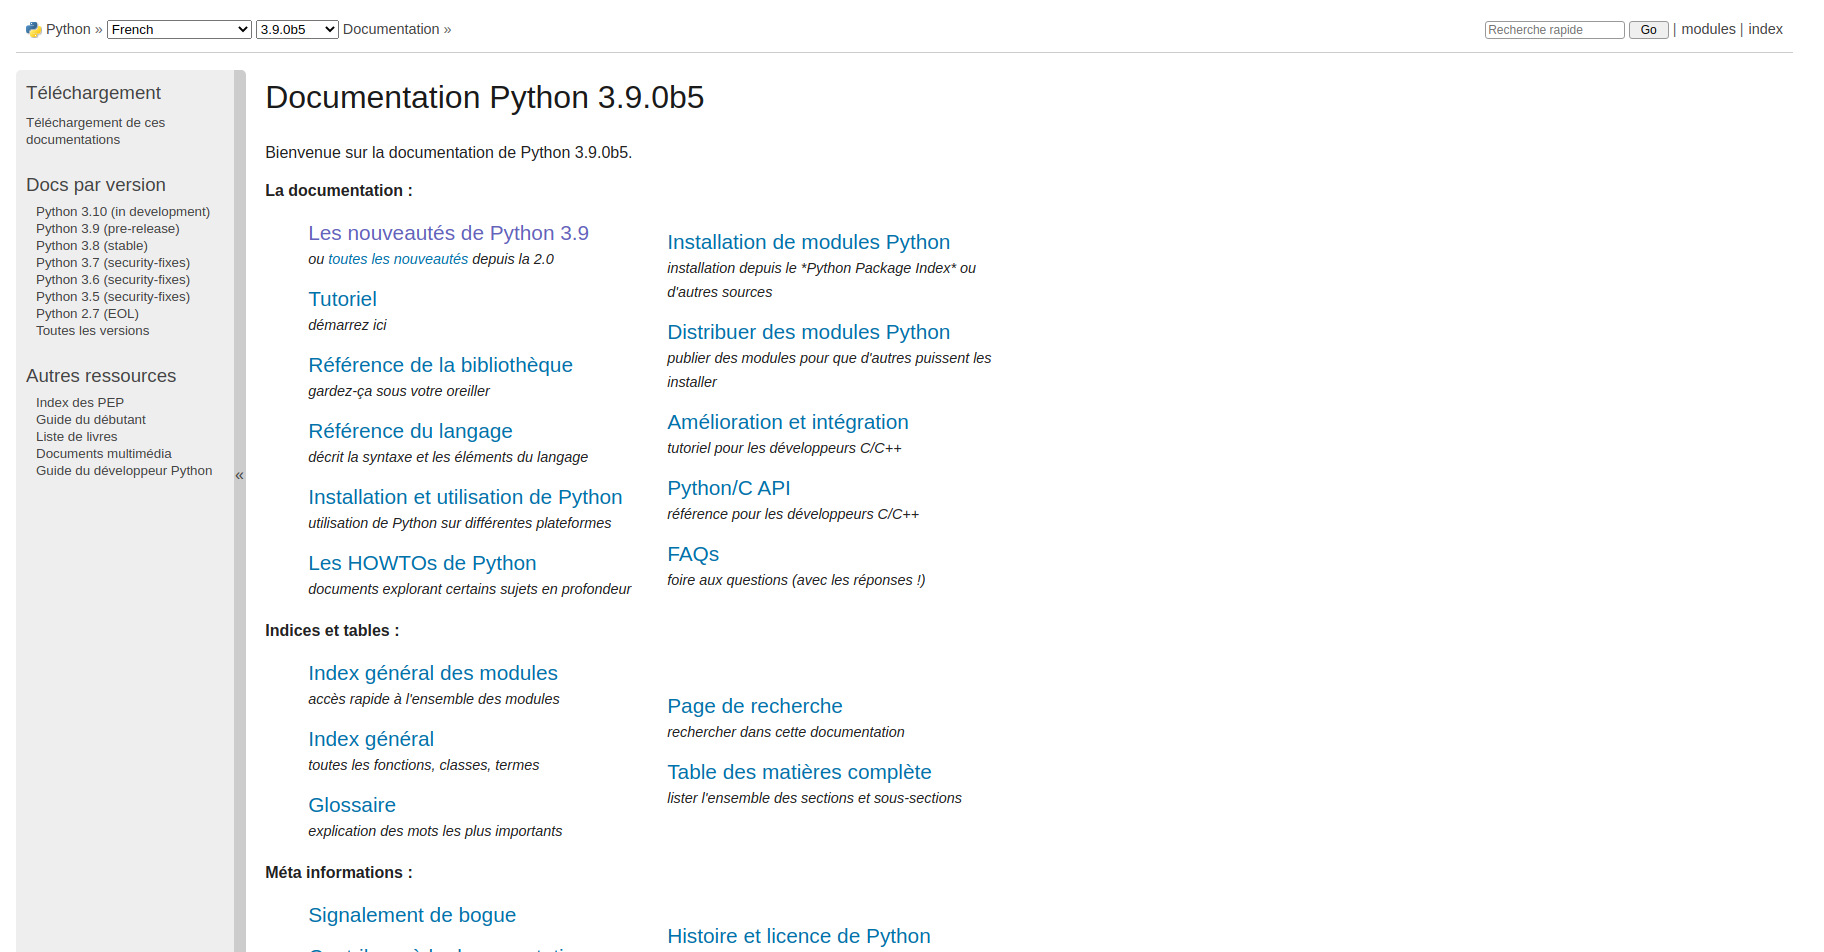 Python » French 3.9.0b5 Documentation »
Recherche rapide Go | modules | index
Téléchargement
Téléchargement de ces
documentations
Docs par version
Python 3.10 (in development)
Python 3.9 (pre-release)
Python 3.8 (stable)
Python 3.7 (security-fixes)
Python 3.6 (security-fixes)
Python 3.5 (security-fixes)
Python 2.7 (EOL)
Toutes les versions
Autres ressources
Index des PEP
Guide du débutant
Liste de livres
Documents multimédia
Guide du développeur Python
«
Documentation Python 3.9.0b5
Bienvenue sur la documentation de Python 3.9.0b5.
La documentation :
Les nouveautés de Python 3.9
ou toutes les nouveautés depuis la 2.0
Tutoriel
démarrez ici
Référence de la bibliothèque
gardez-ça sous votre oreiller
Référence du langage
décrit la syntaxe et les éléments du langage
Installation et utilisation de Python
utilisation de Python sur différentes plateformes
Les HOWTOs de Python
documents explorant certains sujets en profondeur
Installation de modules Python
installation depuis le *Python Package Index* ou
d'autres sources
Distribuer des modules Python
publier des modules pour que d'autres puissent les
installer
Amélioration et intégration
tutoriel pour les développeurs C/C++
Python/C API
référence pour les développeurs C/C++
FAQs
foire aux questions (avec les réponses !)
Indices et tables :
Index général des modules
accès rapide à l'ensemble des modules
Index général
toutes les fonctions, classes, termes
Glossaire
explication des mots les plus importants
Page de recherche
rechercher dans cette documentation
Table des matières complète
lister l'ensemble des sections et sous-sections
Méta informations :
Signalement de bogue
Histoire et licence de Python